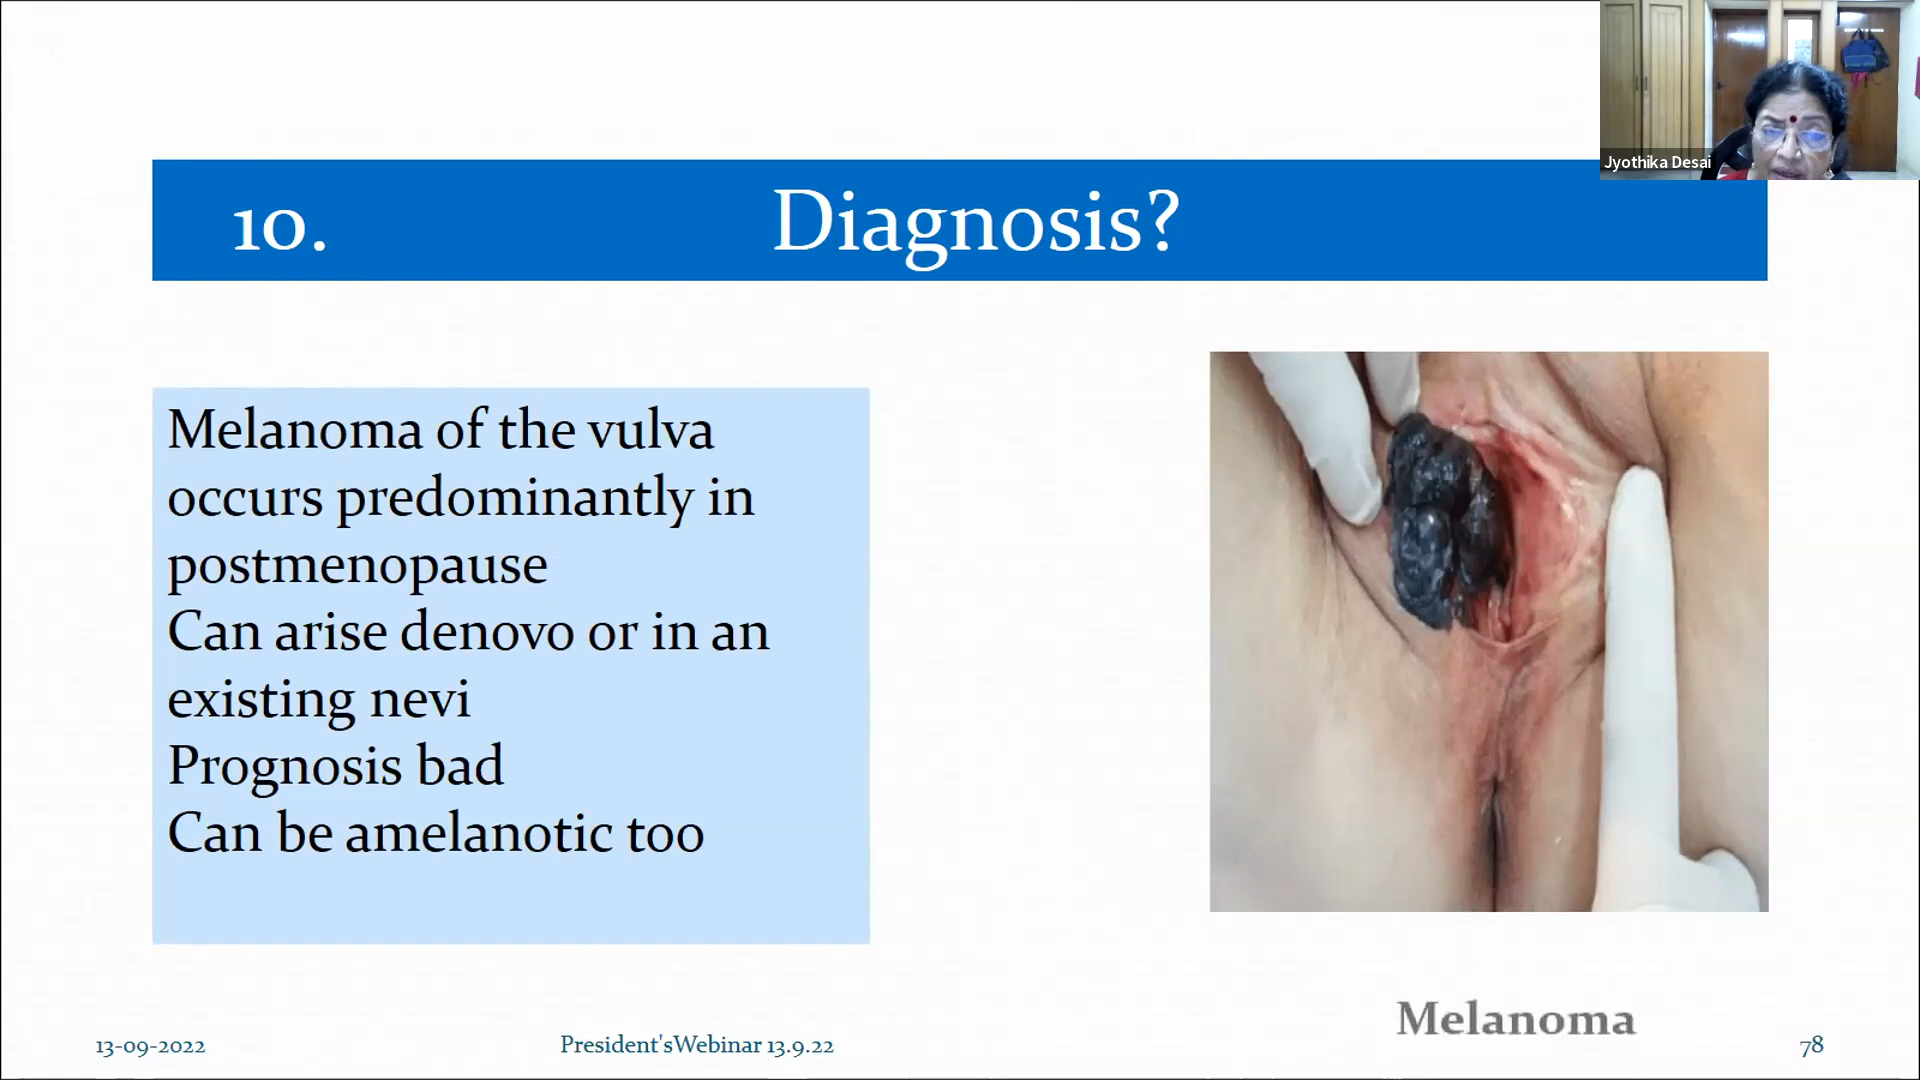 Jyothika Desai
10. Diagnosis?
Melanoma of the vulva
occurs predominantly in
postmenopause
Can arise denovo or in an
existing nevi
Prognosis bad
Can be amelanotic too
Melanoma
13-09-2022
President'sWebinar 13.9.22
78